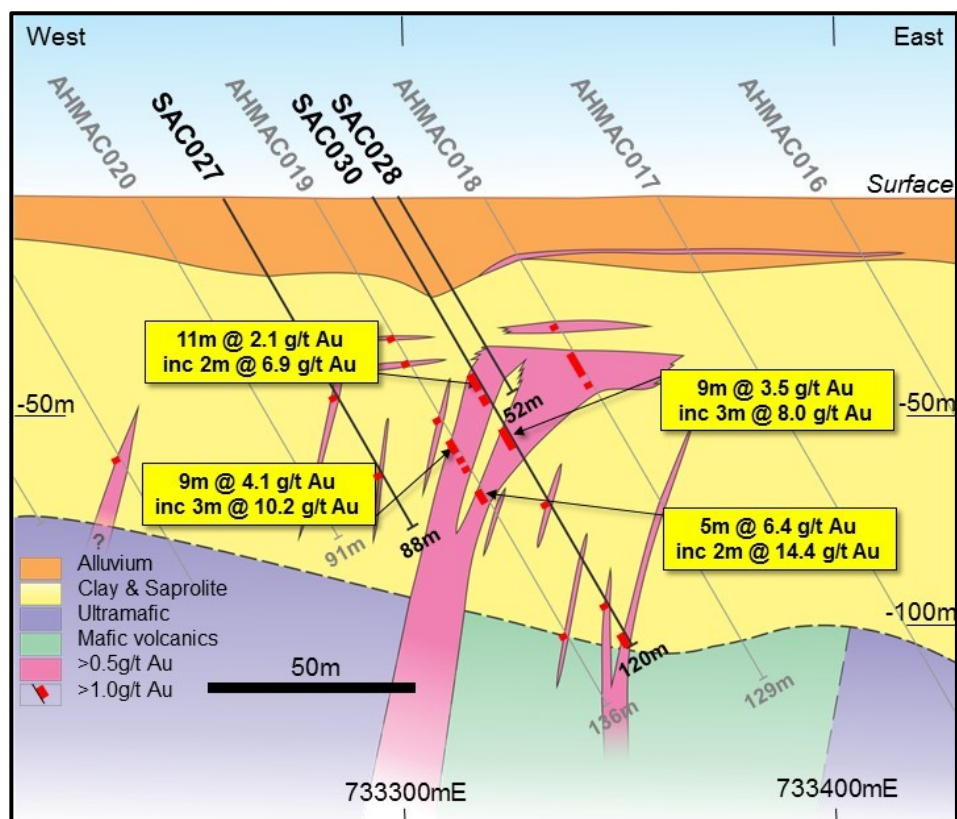 West
East
AHMAC020
SAC027
AHMAC019
SAC030
SAC028
AHMAC018
AHMAC017
AHMAC016
Surface
11m @ 2.1 g/t Au
inc 2m @ 6.9 g/t Au
-50m
52m
9m @ 3.5 g/t Au
inc 3m @ 8.0 g/t Au
-50m
9m @ 4.1 g/t Au
inc 3m @ 10.2 g/t Au
5m @ 6.4 g/t Au
inc 2m @ 14.4 g/t Au
?
91m
88m
Alluvium
Clay & Saprolite
Ultramafic
Mafic volcanics
>0.5g/t Au
>1.0g/t Au
50m
-100m
120m
129m
136m
733300mE
733400mE